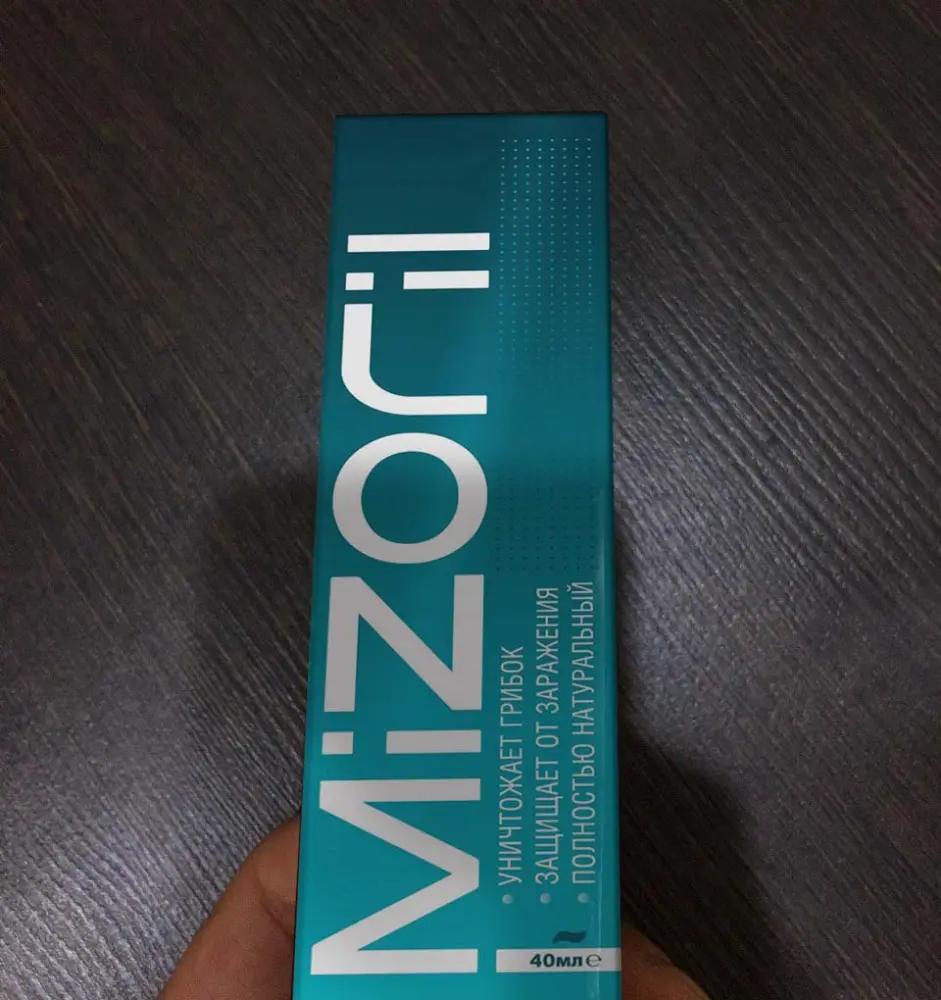 Mizoril
• УНИЧТОЖАЕТ ГРИБОК
• ЗАЩИЩАЕТ ОТ ЗАРАЖЕНИЯ
• ПОЛНОСТЬЮ НАТУРАЛЬНЫЙ
40мл℮